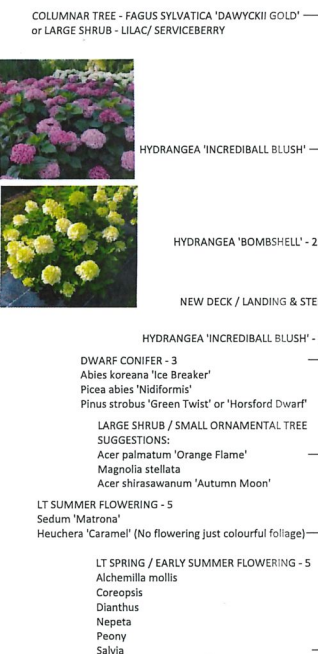 COLUMNAR TREE - FAGUS SYLVATICA 'DAWYCKII GOLD'
or LARGE SHRUB - LILAC/ SERVICEBERRY
HYDRANGEA 'INCREDIBALL BLUSH'
HYDRANGEA 'BOMBSHELL' - 2
NEW DECK / LANDING & STE
HYDRANGEA 'INCREDIBALL BLUSH' -
DWARF CONIFER - 3
Abies koreana 'Ice Breaker'
Picea abies 'Nidiformis'
Pinus strobus 'Green Twist' or 'Horsford Dwarf'
LARGE SHRUB / SMALL ORNAMENTAL TREE
SUGGESTIONS:
Acer palmatum 'Orange Flame'
Magnolia stellata
Acer shirasawanum 'Autumn Moon'
LT SUMMER FLOWERING - 5
Sedum 'Matrona'
Heuchera 'Caramel' (No flowering just colourful foliage)
LT SPRING / EARLY SUMMER FLOWERING - 5
Alchemilla mollis
Coreopsis
Dianthus
Nepeta
Peony
Salvia